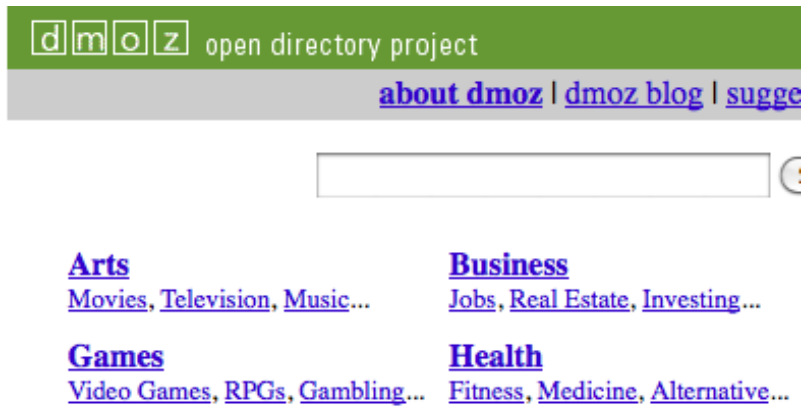 dmoz open directory project
about dmoz | dmoz blog |
Arts
Movies, Television, Music...
Business
Jobs, Real Estate, Investing...
Games
Video Games, RPGs, Gambling...
Health
Fitness, Medicine, Alternative...